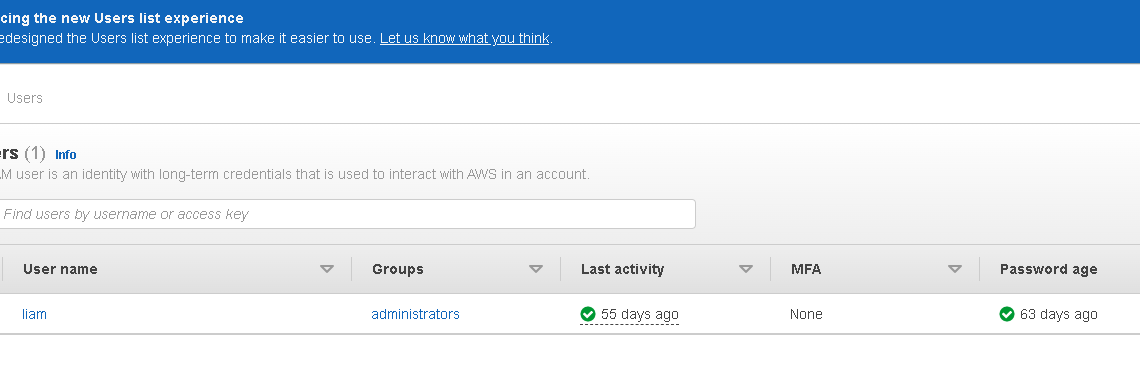 cing the new Users list experience
edesigned the Users list experience to make it easier to use. Let us know what you think.
Users
ers (1) Info
AM user is an identity with long-term credentials that is used to interact with AWS in an account.
Find users by username or access key
User name Groups Last activity MFA Password age
liam administrators 55 days ago None 63 days ago